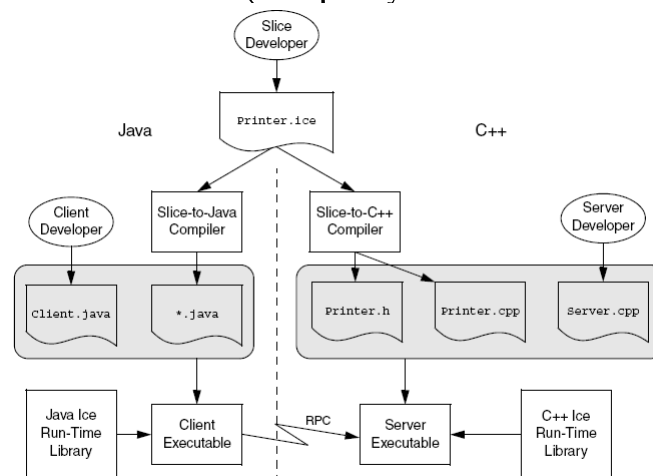 Slice
Developer
Printer.ice
Java
C++
Client
Developer
Slice-to-Java
Compiler
Slice-to-C++
Compiler
Server
Developer
Client.java
*.java
Printer.h
Printer.cpp
Server.cpp
Java Ice
Run-Time
Library
Client
Executable
RPC
Server
Executable
C++ Ice
Run-Time
Library